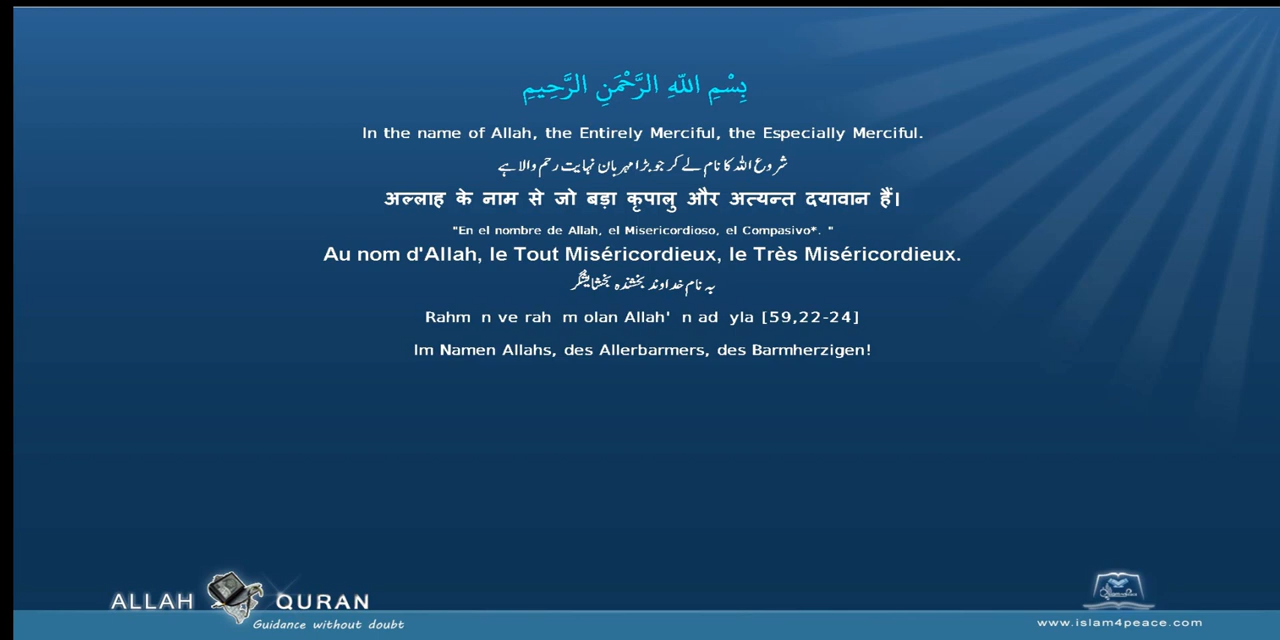 بِسْمِ اللّهِ الرَّحْمَنِ الرَّحِيمِ
In the name of Allah, the Entirely Merciful, the Especially Merciful.
شروع الله کا نام لے کر جو بڑا مہربان نہایت رحم والا ہے
अल्लाह के नाम से जो बड़ा कृपालु और अत्यन्त दयावान हैं।
"En el nombre de Allah, el Misericordioso, el Compasivo*. "
Au nom d'Allah, le Tout Miséricordieux, le Très Miséricordieux.
به نام خداوند بخشنده بخشایشگر
Rahm n ve rah m olan Allah' n ad yla [59,22-24]
Im Namen Allahs, des Allerbarmers, des Barmherzigen!
ALLAH QURAN
Guidance without doubt
www.islam4peace.com